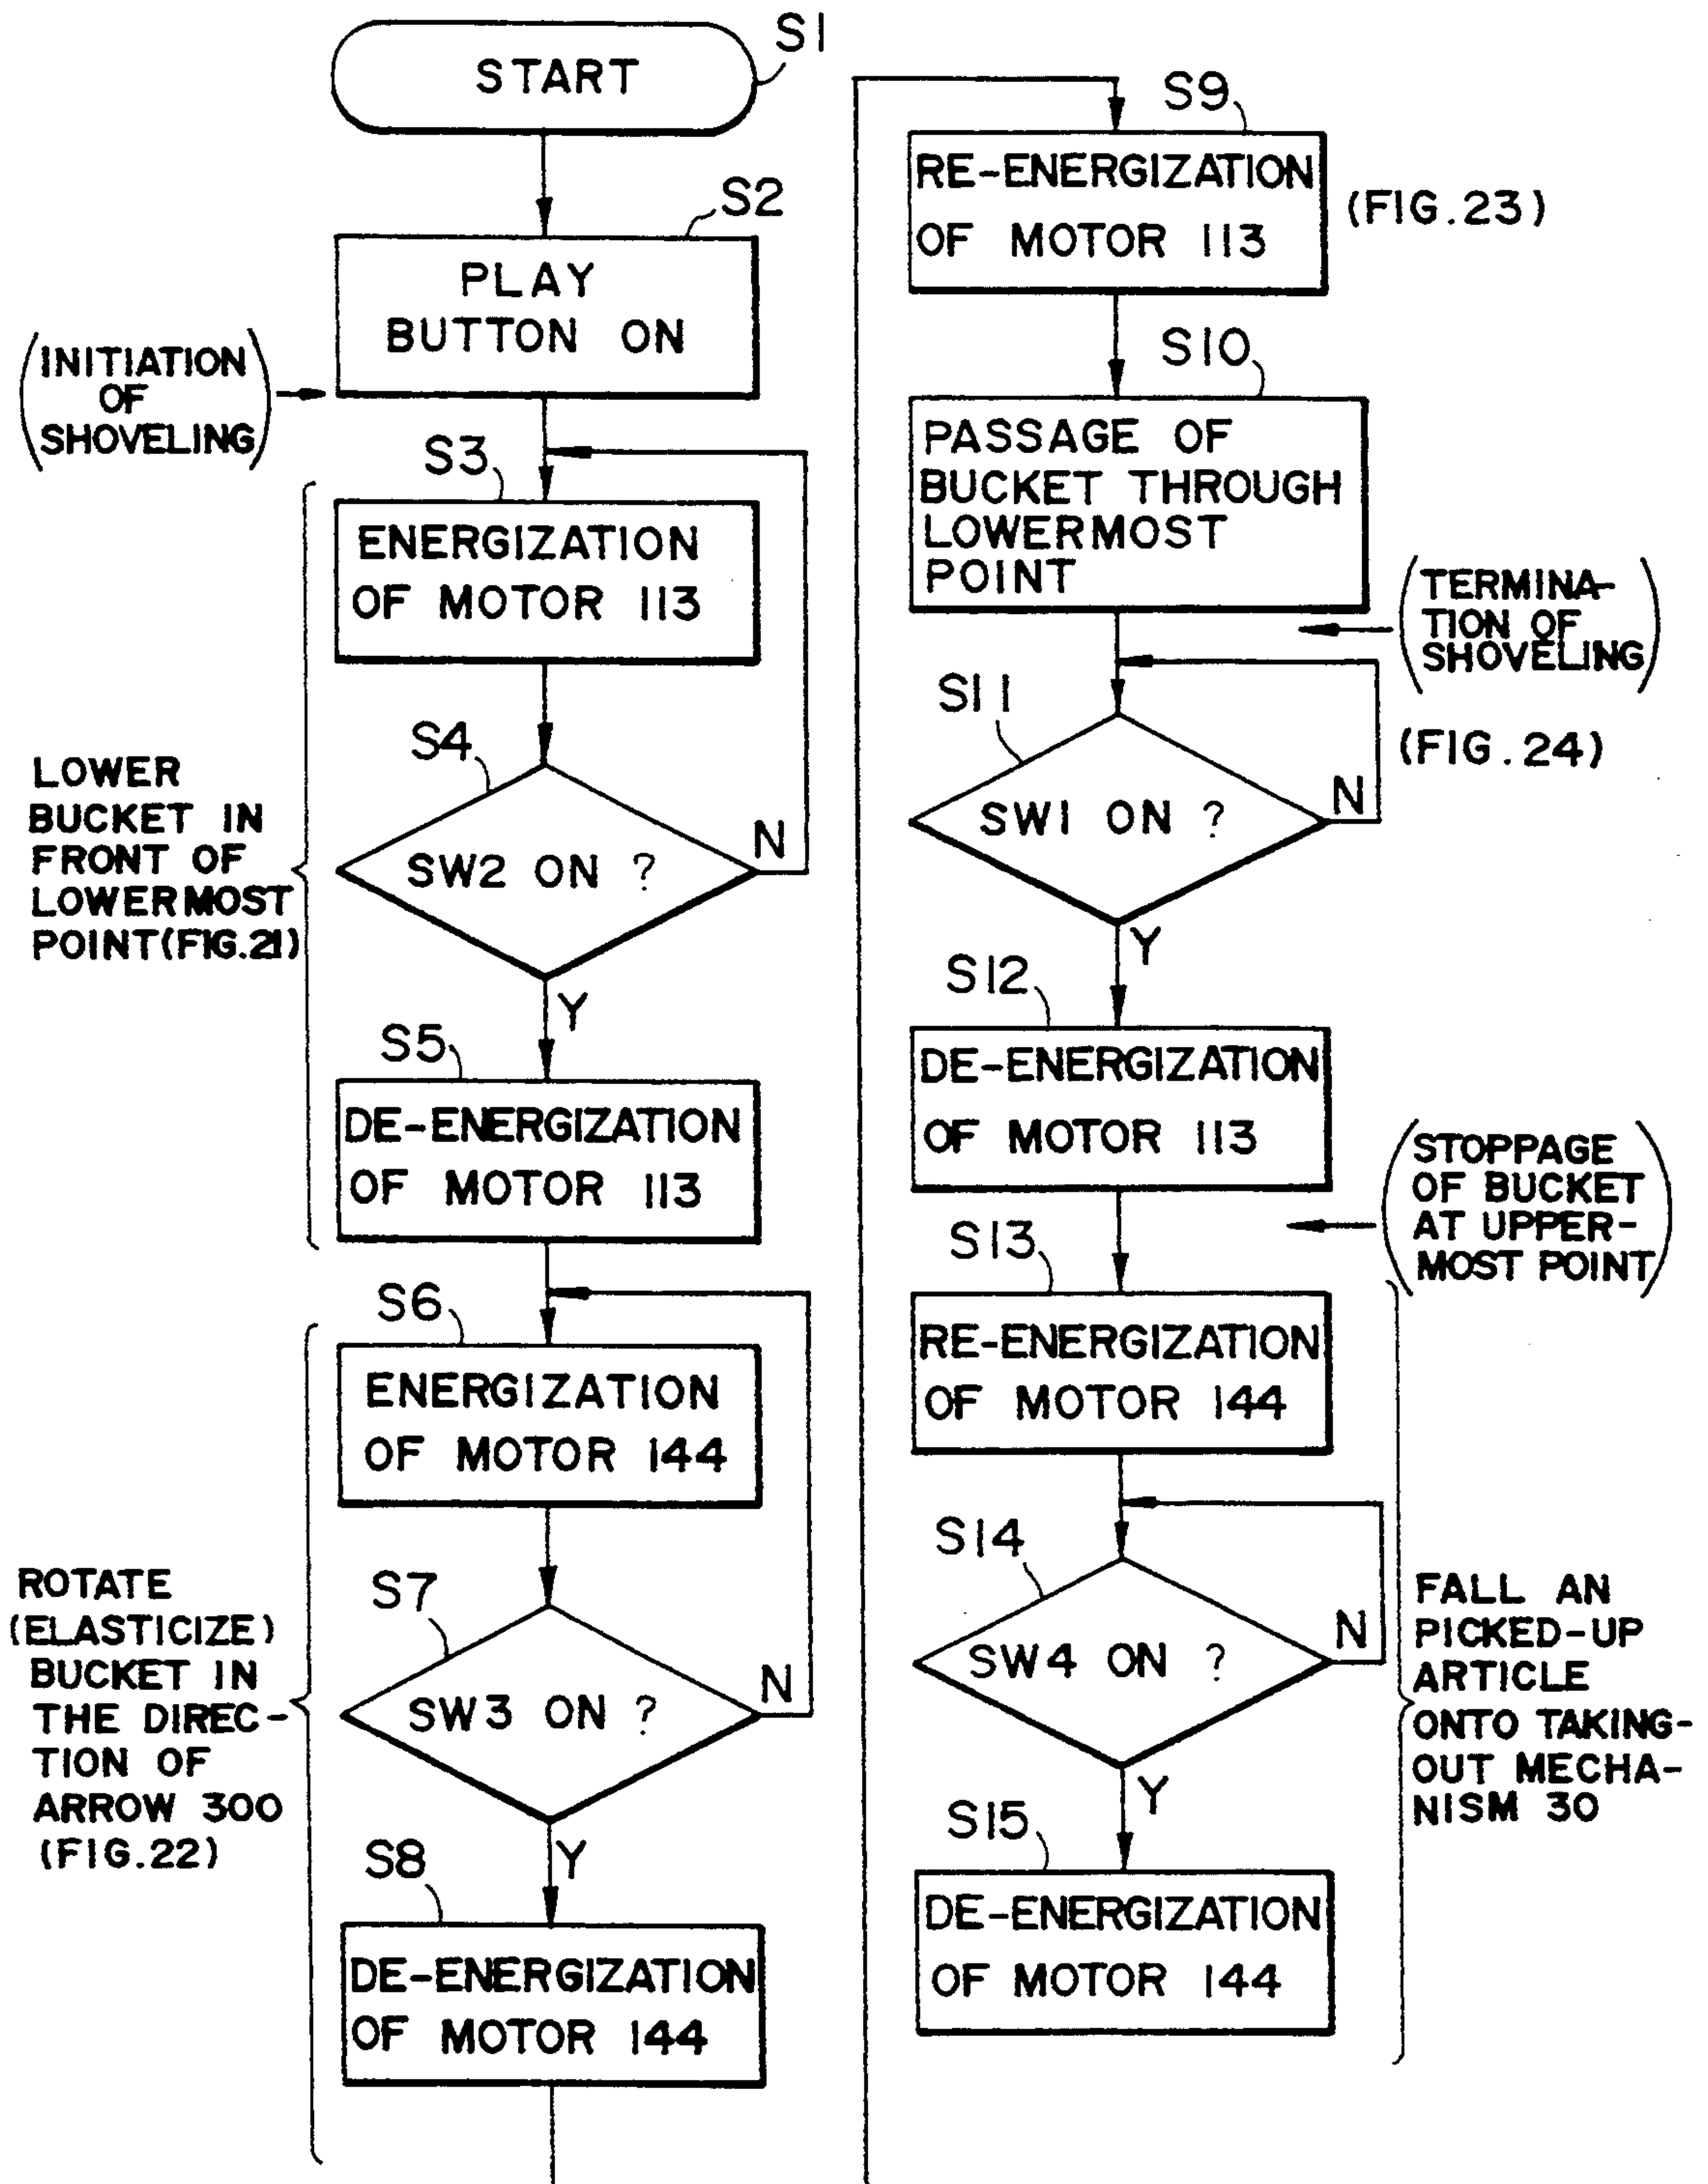 START
S1
S2
PLAY
BUTTON ON
(INITIATION
OF
SHOVELING)
S3
ENERGIZATION
OF MOTOR 113
S4
SW2 ON ?
N
Y
LOWER
BUCKET IN
FRONT OF
LOWERMOST
POINT(FIG.21)
S5
DE-ENERGIZATION
OF MOTOR 113
S6
ENERGIZATION
OF MOTOR 144
S7
SW3 ON ?
N
Y
ROTATE
(ELASTICIZE)
BUCKET IN
THE DIREC-
TION OF
ARROW 300
(FIG.22)
S8
DE-ENERGIZATION
OF MOTOR 144
S9
RE-ENERGIZATION
OF MOTOR 113
(FIG.23)
S10
PASSAGE OF
BUCKET THROUGH
LOWERMOST
POINT
(TERMINA-
TION OF
SHOVELING)
S11
SW1 ON ?
N
Y
(FIG.24)
S12
DE-ENERGIZATION
OF MOTOR 113
(STOPPAGE
OF BUCKET
AT UPPER-
MOST POINT)
S13
RE-ENERGIZATION
OF MOTOR 144
S14
SW4 ON ?
N
Y
FALL AN
PICKED-UP
ARTICLE
ONTO TAKING-
OUT MECHA-
NISM 30
S15
DE-ENERGIZATION
OF MOTOR 144